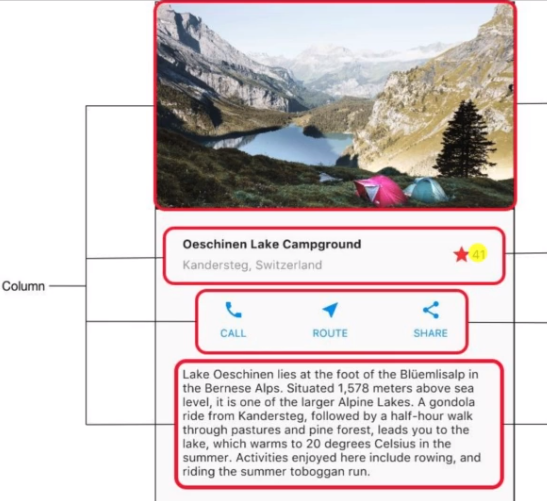 Oeschinen Lake Campground
Kandersteg, Switzerland
41
Column
CALL ROUTE SHARE
Lake Oeschinen lies at the foot of the Blüemlisalp in
the Bernese Alps. Situated 1,578 meters above sea
level, it is one of the larger Alpine Lakes. A gondola
ride from Kandersteg, followed by a half-hour walk
through pastures and pine forest, leads you to the
lake, which warms to 20 degrees Celsius in the
summer. Activities enjoyed here include rowing, and
riding the summer toboggan run.